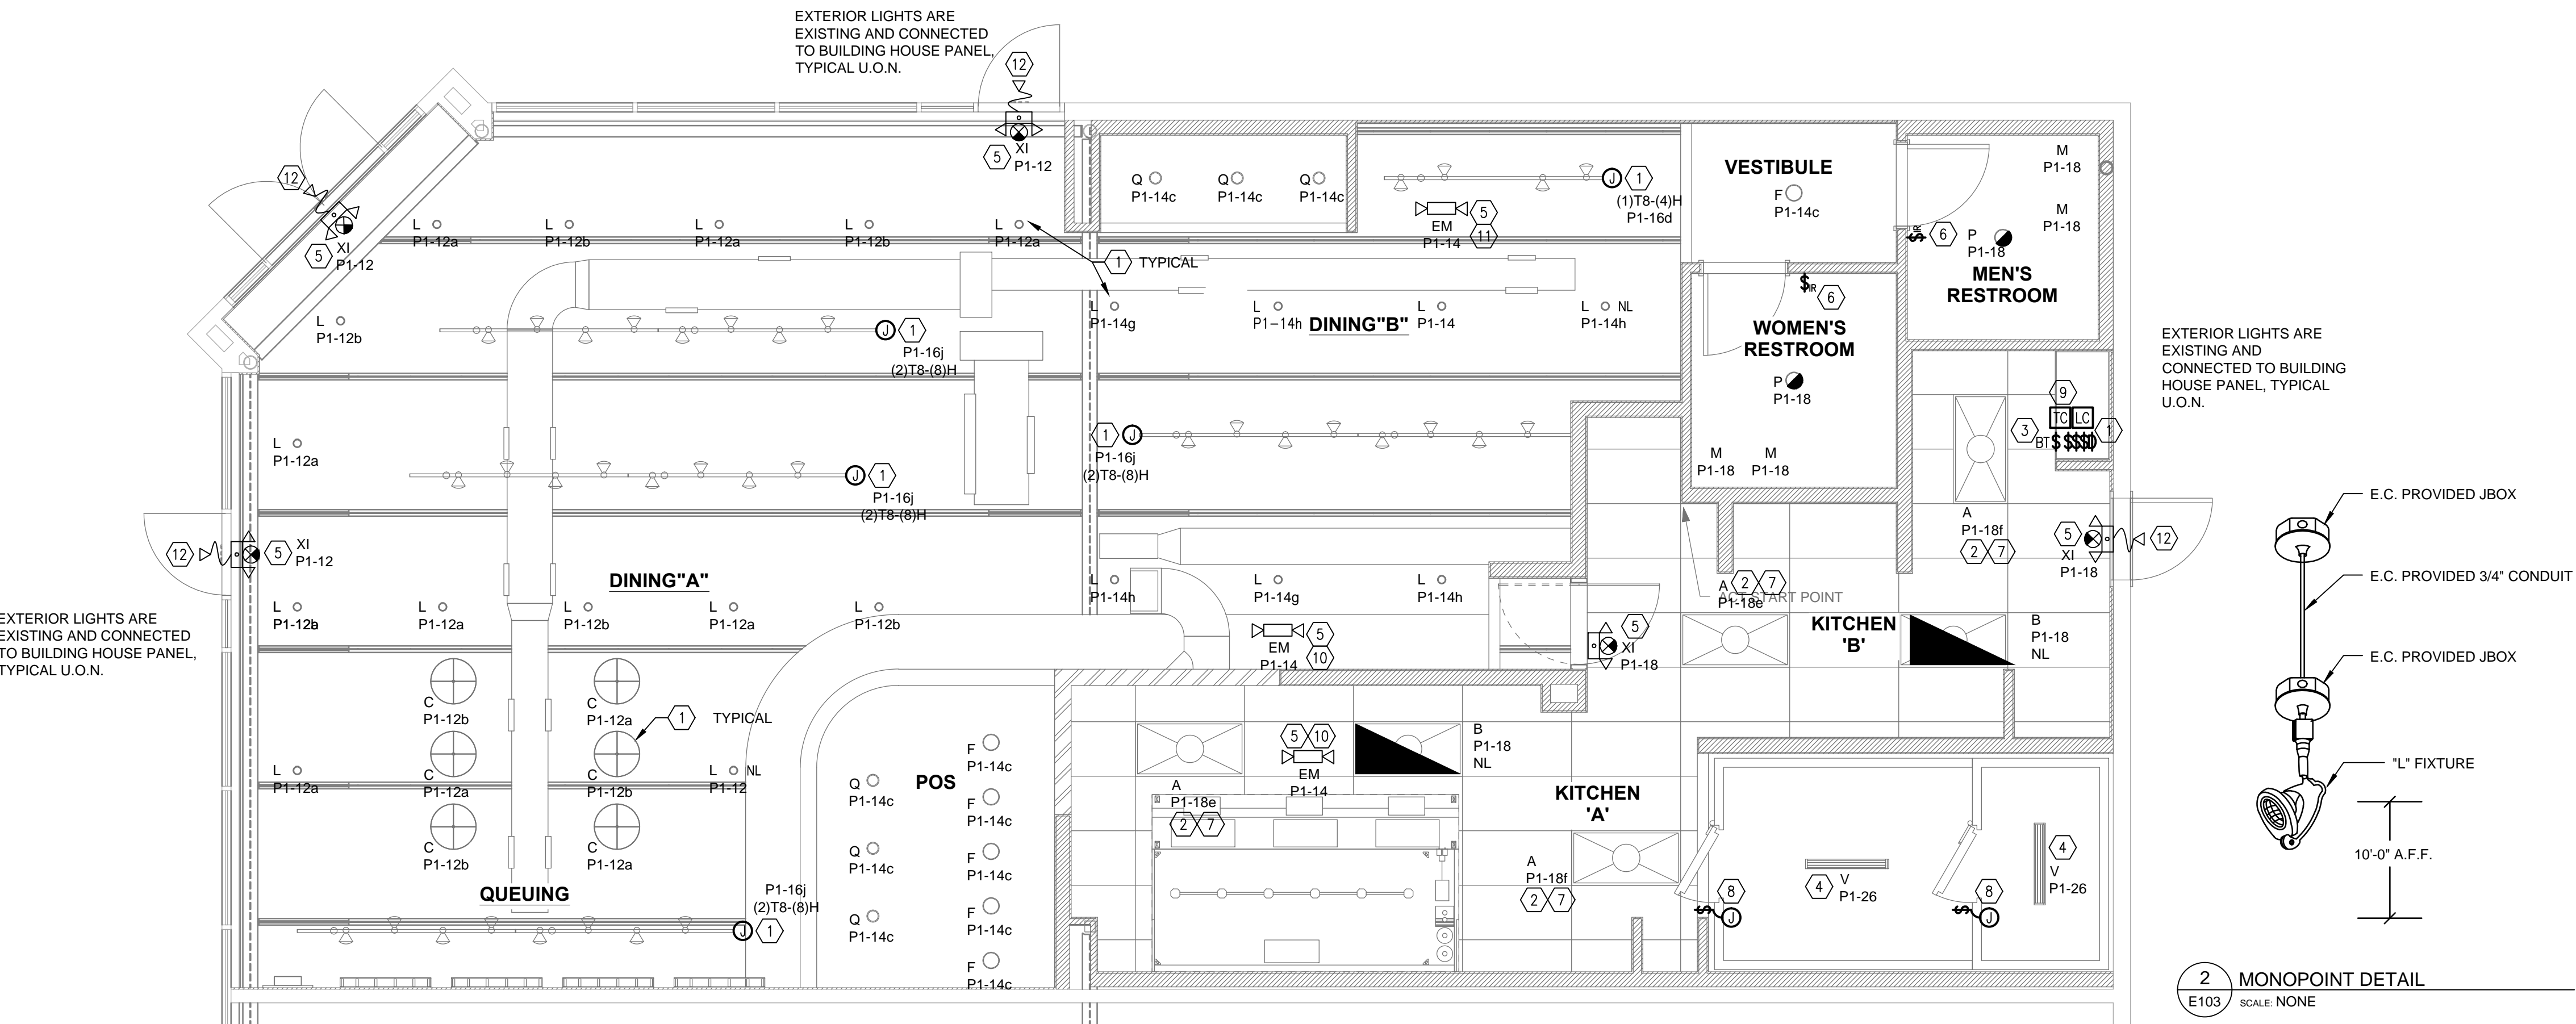 EXTERIOR LIGHTS ARE
EXISTING AND CONNECTED
TO BUILDING HOUSE PANEL,
TYPICAL U.O.N.
12
5
XI
P1-12
12
5
XI
P1-12
L
P1-12a
L
P1-12b
L
P1-12a
L
P1-12b
L
P1-12a
1
TYPICAL
Q
P1-14c
Q
P1-14c
Q
P1-14c
J
1
(1)T8-(4)H
P1-16d
EM
P1-14
5
11
VESTIBULE
F
P1-14c
M
P1-18
M
P1-18
$IR
6
P
P1-18
MEN'S
RESTROOM
$IR
6
WOMEN'S
RESTROOM
P
P1-18
M
P1-18
M
P1-18
L
P1-12b
J
1
P1-16j
(2)T8-(8)H
L
P1-14g
L
P1-14h
DINING"B"
L
P1-14
L
NL
P1-14h
EXTERIOR LIGHTS ARE
EXISTING AND
CONNECTED TO BUILDING
HOUSE PANEL, TYPICAL
U.O.N.
9
TC
LC
3
BT
1
L
P1-12a
J
1
P1-16j
(2)T8-(8)H
1
J
P1-16j
(2)T8-(8)H
A
P1-18f
2
7
5
XI
P1-18
12
12
5
XI
P1-12
DINING"A"
EXTERIOR LIGHTS ARE
EXISTING AND CONNECTED
TO BUILDING HOUSE PANEL,
TYPICAL U.O.N.
L
L
P1-12a
L
P1-12b
L
P1-12a
L
P1-12b
L
P1-14h
L
P1-14g
L
P1-14h
EM
P1-14
5
10
5
XI
P1-18
A
2
7
P1-18e
ACT START POINT
KITCHEN
'B'
B
P1-18
NL
C
P1-12b
C
P1-12a
1
TYPICAL
C
P1-12a
C
P1-12b
C
P1-12b
C
P1-12a
L
P1-12a
L
NL
P1-12
QUEUING
P1-16j
(2)T8-(8)H
J
1
POS
Q
P1-14c
Q
P1-14c
Q
P1-14c
F
P1-14c
F
P1-14c
F
P1-14c
F
P1-14c
F
P1-14c
5
10
EM
P1-14
B
P1-18
NL
A
P1-18e
2
7
KITCHEN
'A'
A
P1-18f
2
7
4
V
P1-26
4
V
P1-26
8
$
J
8
$
J
E.C. PROVIDED JBOX
E.C. PROVIDED 3/4" CONDUIT
E.C. PROVIDED JBOX
"L" FIXTURE
10'-0" A.F.F.
2
E103
MONOPOINT DETAIL
SCALE: NONE